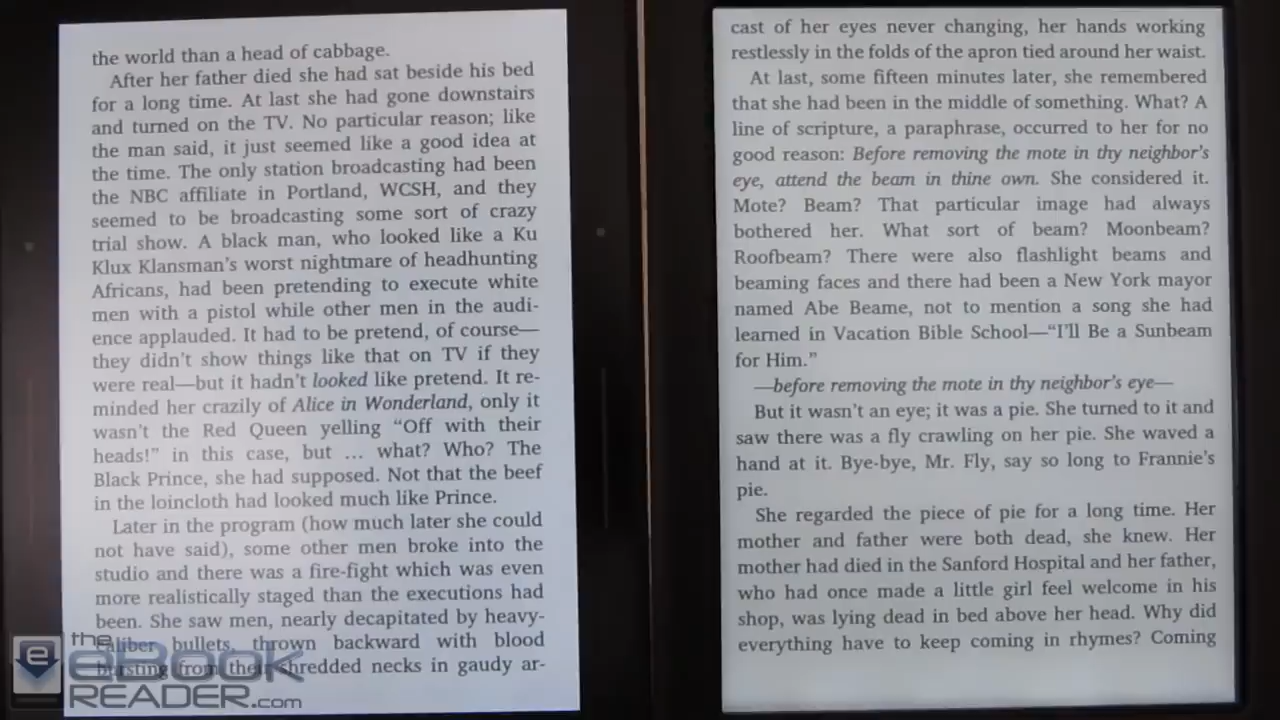 the world than a head of cabbage.
After her father died she had sat beside his bed
for a long time. At last she had gone downstairs
and turned on the TV. No particular reason; like
the man said, it just seemed like a good idea at
the time. The only station broadcasting had been
the NBC affiliate in Portland, WCSH, and they
seemed to be broadcasting some sort of crazy
trial show. A black man, who looked like a Ku
Klux Klansman's worst nightmare of headhunting
Africans, had been pretending to execute white
men with a pistol while other men in the audi-
ence applauded. It had to be pretend, of course—
they didn't show things like that on TV if they
were real—but it hadn't looked like pretend. It re-
minded her crazily of Alice in Wonderland, only it
wasn't the Red Queen yelling “Off with their
heads!” in this case, but ... what? Who? The
Black Prince, she had supposed. Not that the beef
in the loincloth had looked much like Prince.
Later in the program (how much later she could
not have said), some other men broke into the
studio and there was a fire-fight which was even
more realistically staged than the executions had
been. She saw men, nearly decapitated by heavy-
caliber bullets, thrown backward with blood
bursting from their shredded necks in gaudy ar-
cast of her eyes never changing, her hands working
restlessly in the folds of the apron tied around her waist.
At last, some fifteen minutes later, she remembered
that she had been in the middle of something. What? A
line of scripture, a paraphrase, occurred to her for no
good reason: Before removing the mote in thy neighbor's
eye, attend the beam in thine own. She considered it.
Mote? Beam? That particular image had always
bothered her. What sort of beam? Moonbeam?
Roofbeam? There were also flashlight beams and
beaming faces and there had been a New York mayor
named Abe Beame, not to mention a song she had
learned in Vacation Bible School—“I'll Be a Sunbeam
for Him.”
—before removing the mote in thy neighbor's eye—
But it wasn't an eye; it was a pie. She turned to it and
saw there was a fly crawling on her pie. She waved a
hand at it. Bye-bye, Mr. Fly, say so long to Frannie's
pie.
She regarded the piece of pie for a long time. Her
mother and father were both dead, she knew. Her
mother had died in the Sanford Hospital and her father,
who had once made a little girl feel welcome in his
shop, was lying dead in bed above her head. Why did
everything have to keep coming in rhymes? Coming
the
eBook
READER.com